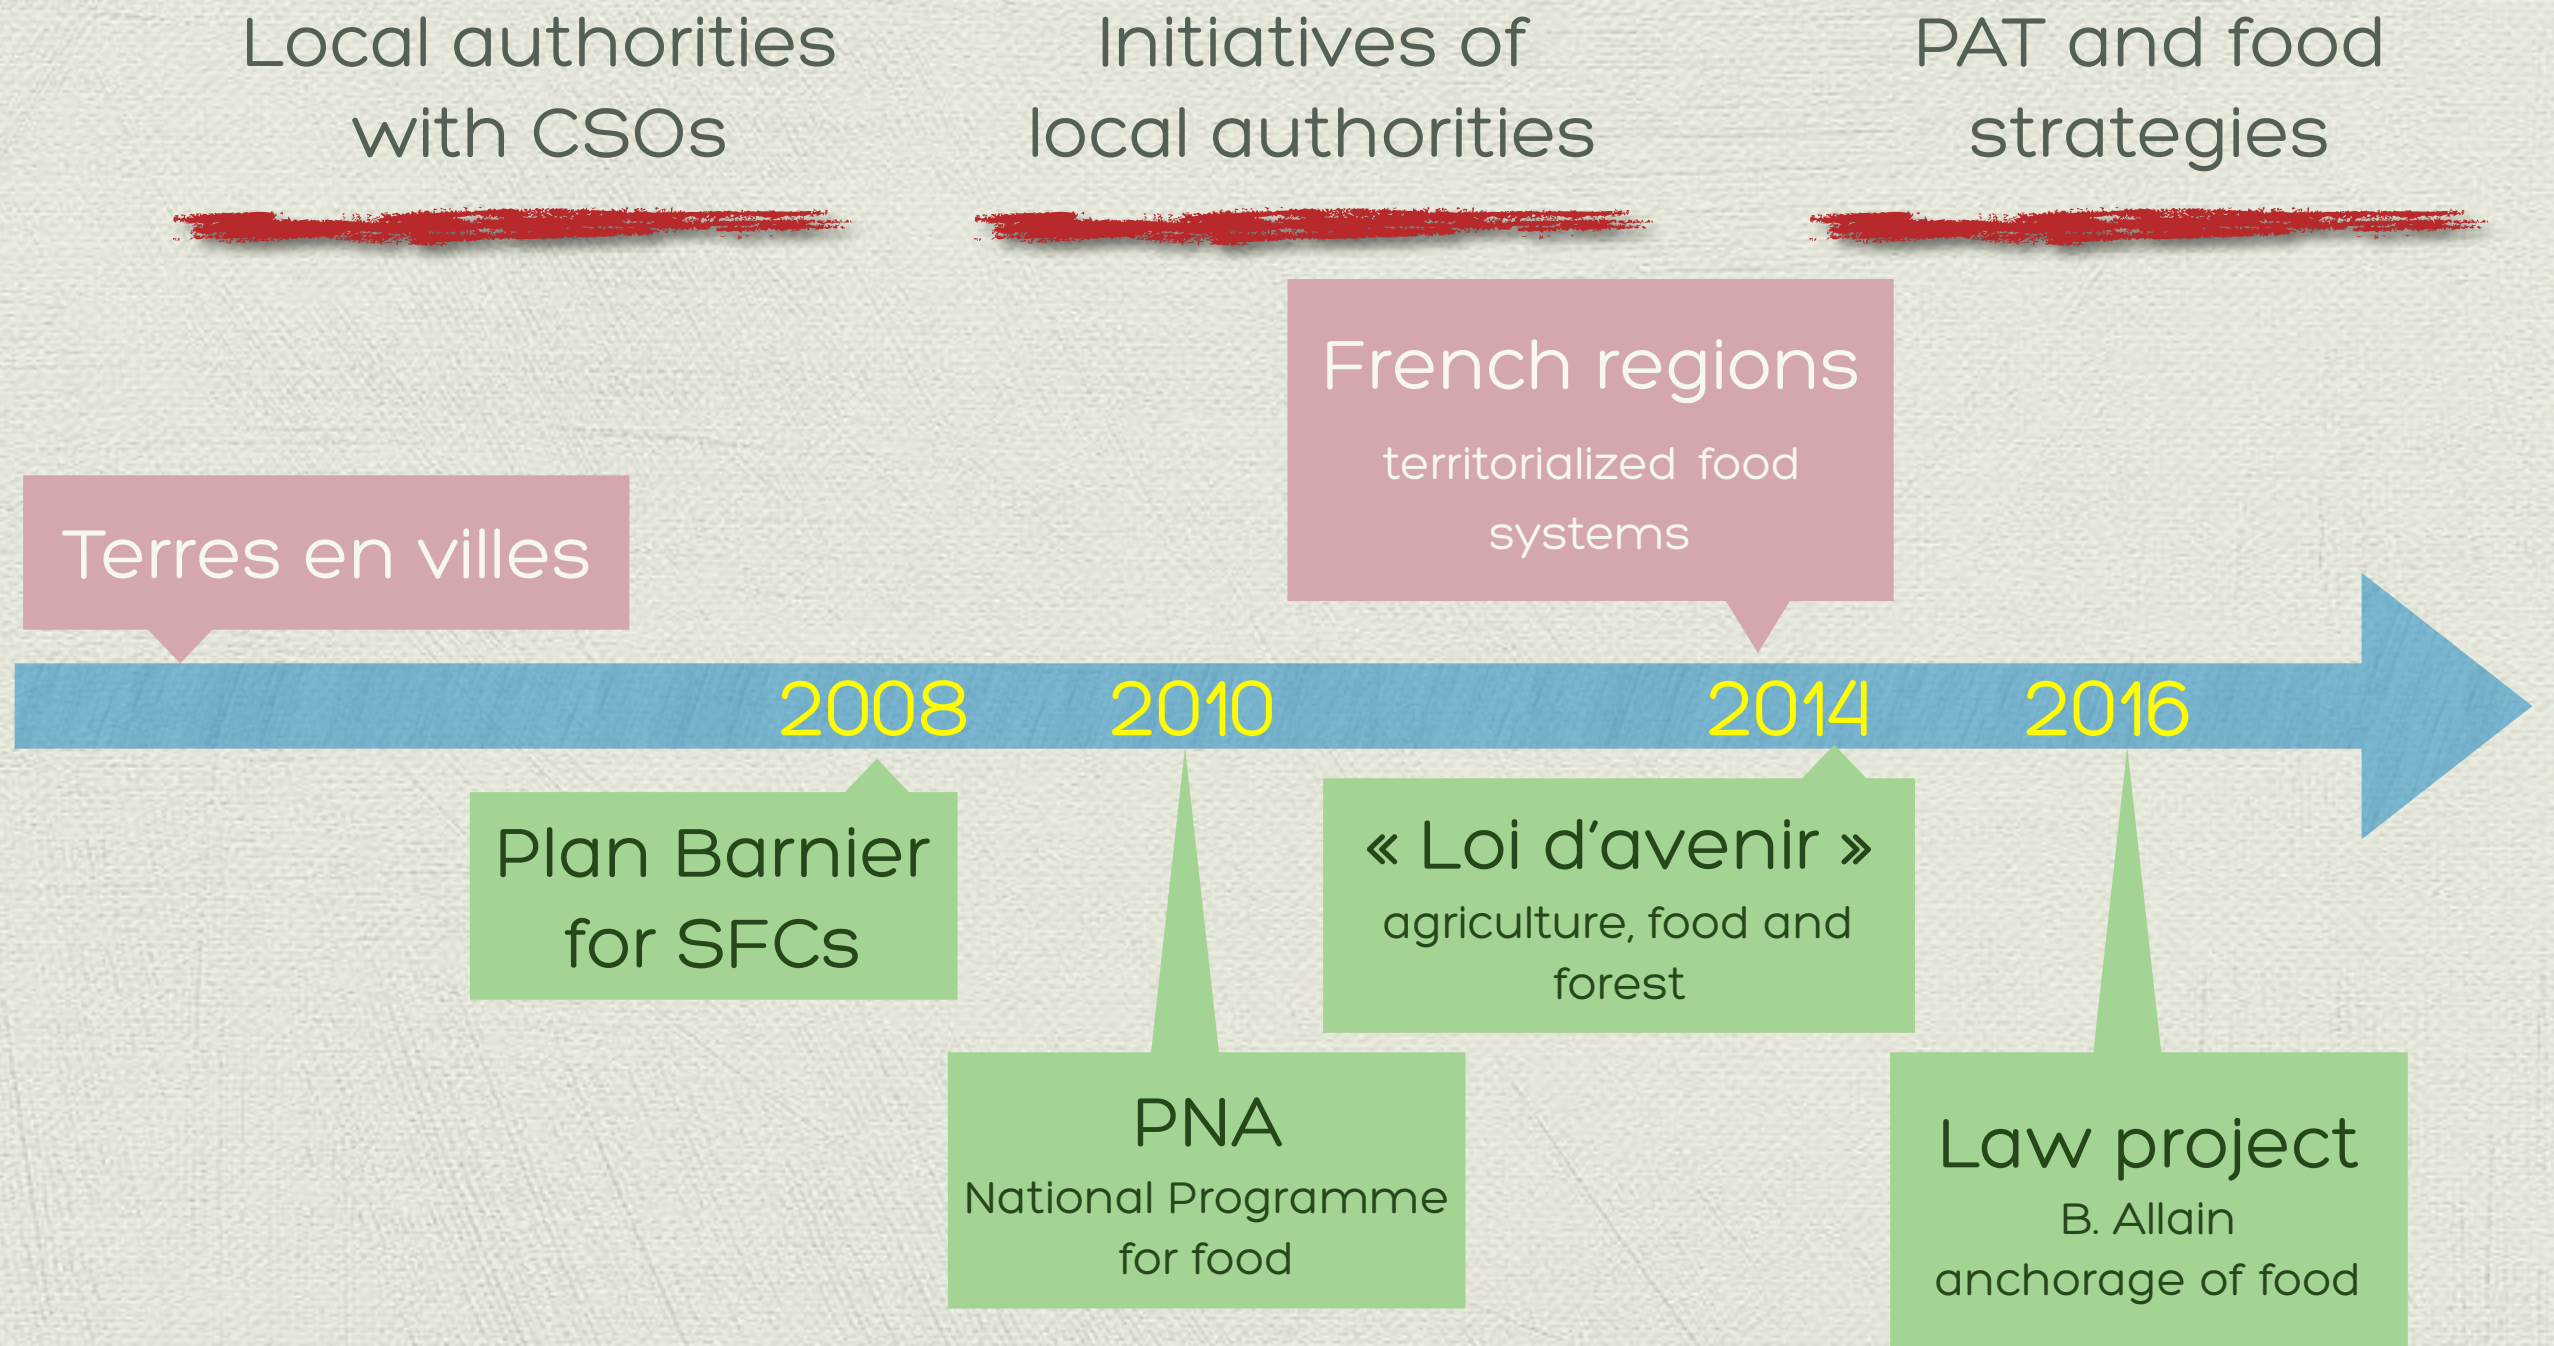 Local authorities
with CSOs
Initiatives of
local authorities
PAT and food
strategies
French regions
territorialized food
systems
Terres en villes
2008
2010
2014
2016
Plan Barnier
for SFCs
« Loi d’avenir »
agriculture, food and
forest
PNA
National Programme
for food
Law project
B. Allain
anchorage of food